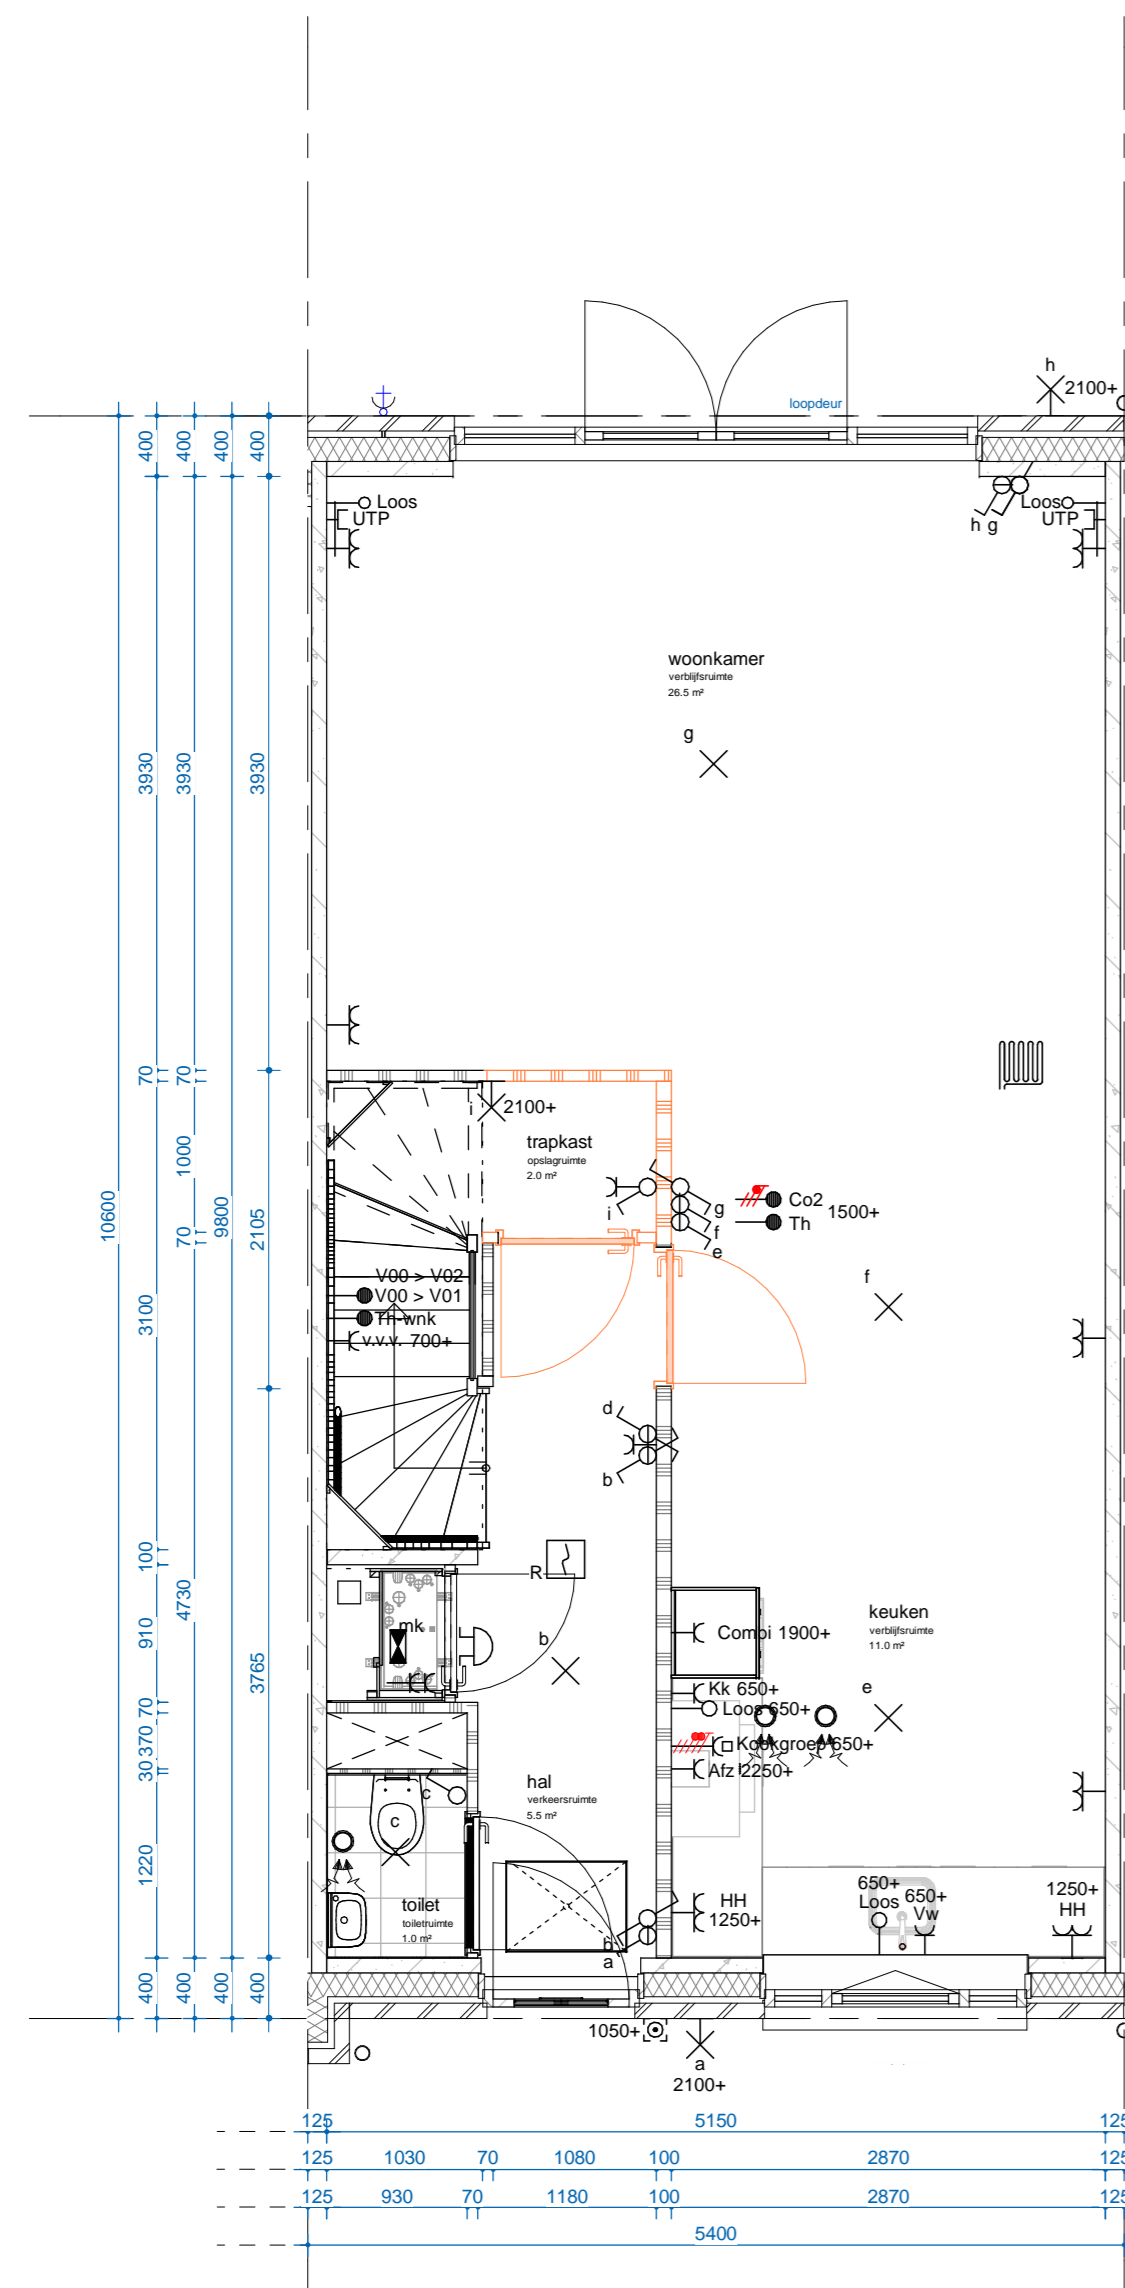 h
2100+
loopdeur
400
400
400
400
Loos
UTP
h g
Loos
UTP
woonkamer
verblijfsruimte
26.5 m²
g
3930
3930
3930
70
70
i
2100+
trapkast
opslagruimte
2.0 m²
1000
70
10600
9800
2105
i
g
f
e
Co2
Th
1500+
V00 > V02
V00 > V01
Th-wnk
v.v.v. 700+
f
3100
d
b
100
4730
910
R
mk
b
keuken
verblijfsruimte
11.0 m²
Combi 1900+
3765
Kk 650+
Loos 650+
Kookgroep 650+
Afz 2250+
e
70
370
30
hal
verkeersruimte
5.5 m²
c
c
1220
toilet
toiletruimte
1.0 m²
HH
1250+
b
a
650+
Loos
650+
Vw
1250+
HH
400
400
400
400
1050+
a
2100+
125
5150
125
125
1030
70
1080
100
2870
125
125
930
70
1180
100
2870
125
5400